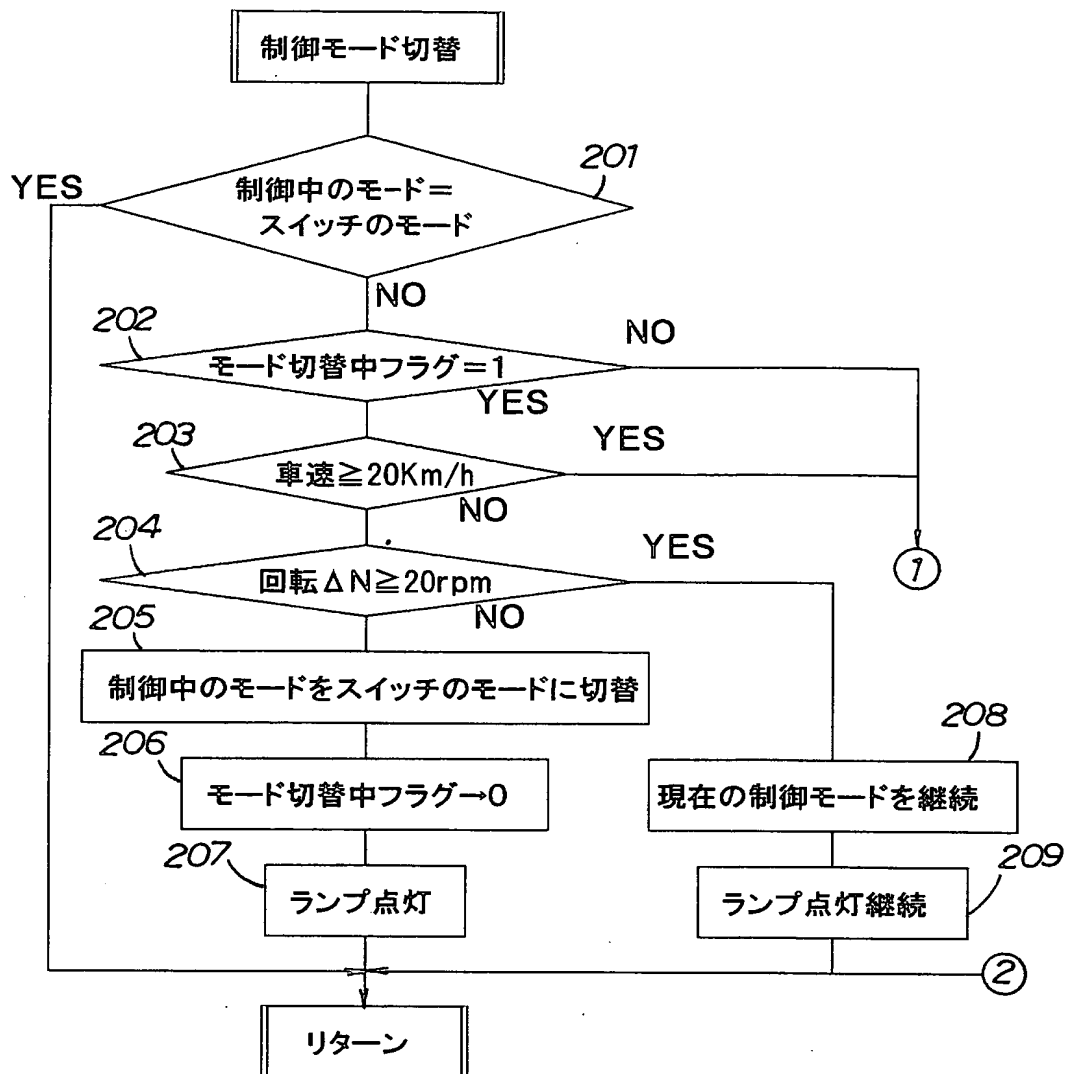 制御モード切替
201
YES
制御中のモード=
スイッチのモード
NO
202
NO
モード切替中フラグ=1
YES
203
YES
車速≧20Km/h
NO
204
YES
回転ΔN≧20rpm
NO
①
205
制御中のモードをスイッチのモードに切替
206
モード切替中フラグ→0
208
現在の制御モードを継続
207
ランプ点灯
209
ランプ点灯継続
②
リターン